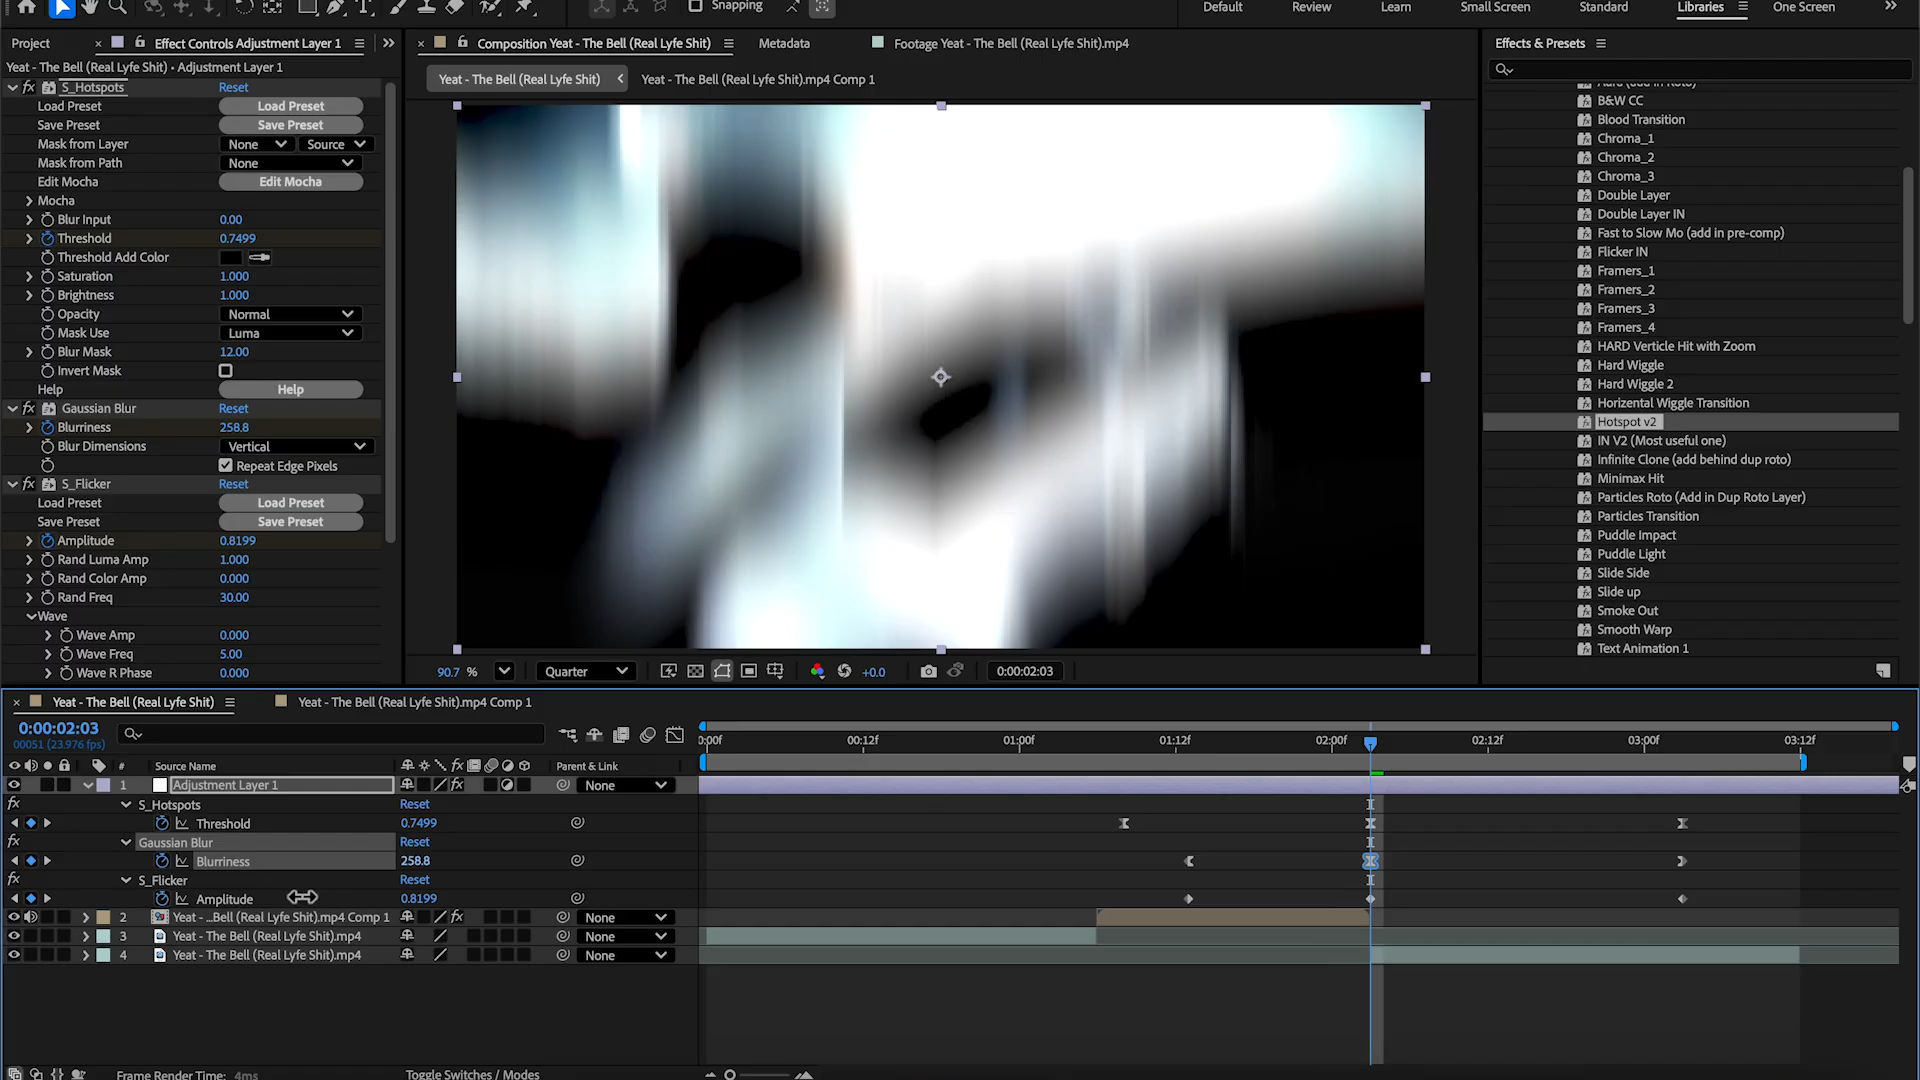 Snapping
Default
Review
Learn
Small Screen
Standard
Libraries
One Screen
Project
Effect Controls Adjustment Layer 1
Composition Yeat - The Bell (Real Lyfe Shit)
Metadata
Footage Yeat - The Bell (Real Lyfe Shit).mp4
Effects & Presets
Yeat - The Bell (Real Lyfe Shit) • Adjustment Layer 1
Yeat - The Bell (Real Lyfe Shit)
Yeat - The Bell (Real Lyfe Shit).mp4 Comp 1
fx S_Hotspots Reset
Load Preset Load Preset
Save Preset Save Preset
Mask from Layer None Source
Mask from Path None
Edit Mocha Edit Mocha
Mocha
Blur Input 0.00
Threshold 0.7499
Threshold Add Color
Saturation 1.000
Brightness 1.000
Opacity Normal
Mask Use Luma
Blur Mask 12.00
Invert Mask
Help Help
fx Gaussian Blur Reset
Blurriness 258.8
Blur Dimensions Vertical
Repeat Edge Pixels
fx S_Flicker Reset
Load Preset Load Preset
Save Preset Save Preset
Amplitude 0.8199
Rand Luma Amp 1.000
Rand Color Amp 0.000
Rand Freq 30.00
Wave
Wave Amp 0.000
Wave Freq 5.00
Wave R Phase 0.000
B&W CC
Blood Transition
Chroma_1
Chroma_2
Chroma_3
Double Layer
Double Layer IN
Fast to Slow Mo (add in pre-comp)
Flicker IN
Framers_1
Framers_2
Framers_3
Framers_4
HARD Verticle Hit with Zoom
Hard Wiggle
Hard Wiggle 2
Horizental Wiggle Transition
Hotspot v2
IN V2 (Most useful one)
Infinite Clone (add behind dup roto)
Minimax Hit
Particles Roto (Add in Dup Roto Layer)
Particles Transition
Puddle Impact
Puddle Light
Slide Side
Slide up
Smoke Out
Smooth Warp
Text Animation 1
90.7 %
Quarter
+0.0
0:00:02:03
Yeat - The Bell (Real Lyfe Shit)
Yeat - The Bell (Real Lyfe Shit).mp4 Comp 1
0:00:02:03
00051 (23.976 fps)
:00f 00:12f 01:00f 01:12f 02:00f 02:12f 03:00f 03:12f
# Source Name fx Parent & Link
1 Adjustment Layer 1 fx None
fx S_Hotspots Reset
Threshold 0.7499
fx Gaussian Blur Reset
Blurriness 258.8
fx S_Flicker Reset
Amplitude 0.8199
2 Yeat - ...Bell (Real Lyfe Shit).mp4 Comp 1 fx None
3 Yeat - The Bell (Real Lyfe Shit).mp4 None
4 Yeat - The Bell (Real Lyfe Shit).mp4 None
Frame Render Time: 4ms
Toggle Switches / Modes